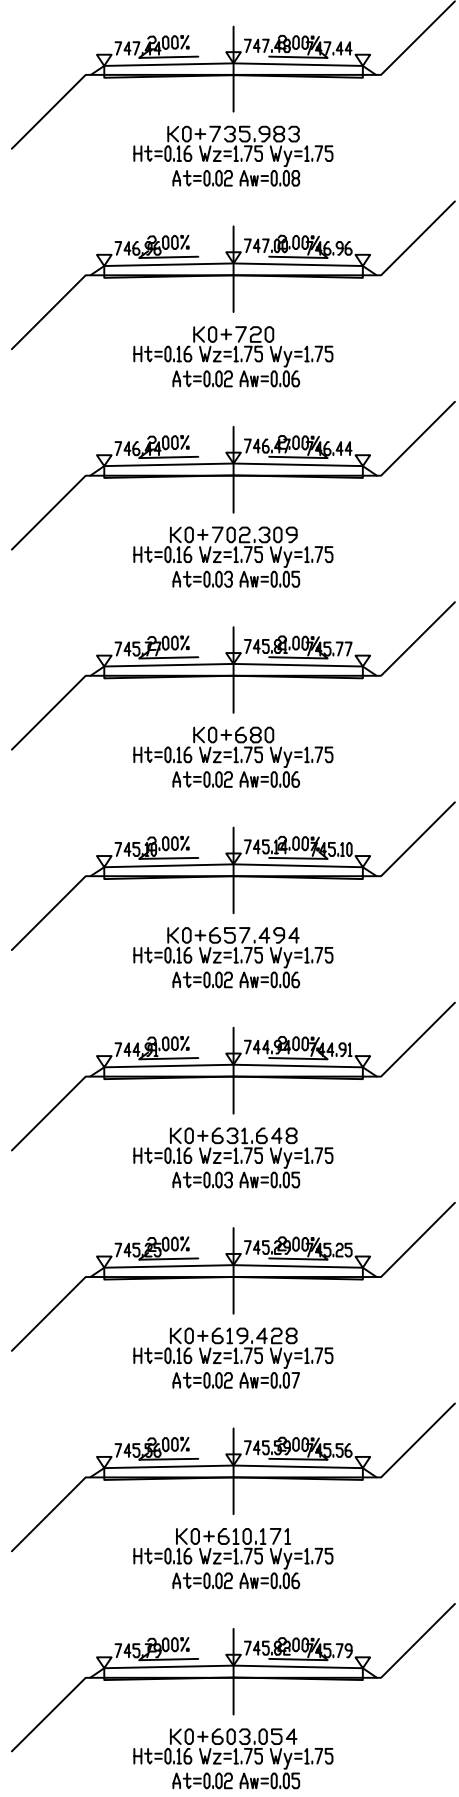 747.44 2.00% 747.48 2.00% 747.44
K0+735.983
Ht=0.16 Wz=1.75 Wy=1.75
At=0.02 Aw=0.08
746.96 2.00% 747.00 2.00% 746.96
K0+720
Ht=0.16 Wz=1.75 Wy=1.75
At=0.02 Aw=0.06
746.44 2.00% 746.47 2.00% 746.44
K0+702.309
Ht=0.16 Wz=1.75 Wy=1.75
At=0.03 Aw=0.05
745.77 2.00% 745.81 2.00% 745.77
K0+680
Ht=0.16 Wz=1.75 Wy=1.75
At=0.02 Aw=0.06
745.10 2.00% 745.14 2.00% 745.10
K0+657.494
Ht=0.16 Wz=1.75 Wy=1.75
At=0.02 Aw=0.06
744.91 2.00% 744.94 2.00% 744.91
K0+631.648
Ht=0.16 Wz=1.75 Wy=1.75
At=0.03 Aw=0.05
745.25 2.00% 745.29 2.00% 745.25
K0+619.428
Ht=0.16 Wz=1.75 Wy=1.75
At=0.02 Aw=0.07
745.56 2.00% 745.59 2.00% 745.56
K0+610.171
Ht=0.16 Wz=1.75 Wy=1.75
At=0.02 Aw=0.06
745.79 2.00% 745.82 2.00% 745.79
K0+603.054
Ht=0.16 Wz=1.75 Wy=1.75
At=0.02 Aw=0.05